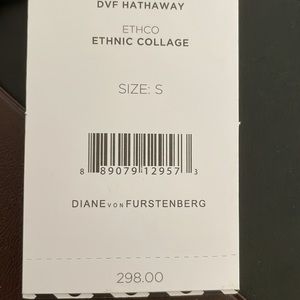 DVF HATHAWAY
ETHCO
ETHNIC COLLAGE
SIZE: S
8 89079 12957 3
DIANE VON FURSTENBERG
298.00